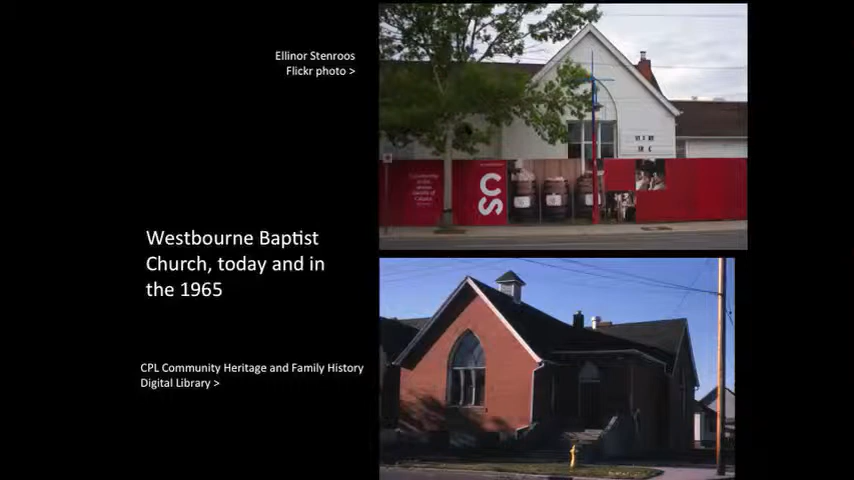 Ellinor Stenroos
Flickr photo >
CS
Westbourne Baptist
Church, today and in
the 1965
CPL Community Heritage and Family History
Digital Library >